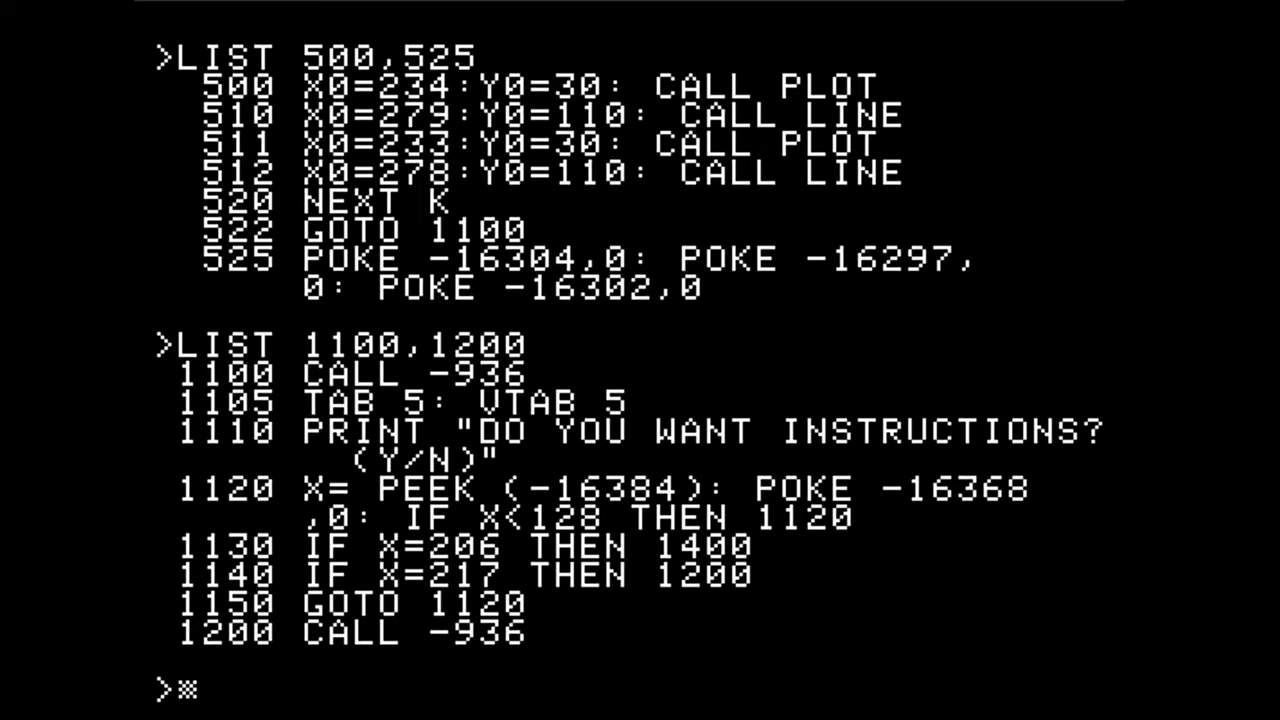 >LIST 500,525
500 X0=234:Y0=30: CALL PLOT
510 X0=279:Y0=110: CALL LINE
511 X0=233:Y0=30: CALL PLOT
512 X0=278:Y0=110: CALL LINE
520 NEXT K
522 GOTO 1100
525 POKE -16304,0: POKE -16297,
0: POKE -16302,0
>LIST 1100,1200
1100 CALL -936
1105 TAB 5: VTAB 5
1110 PRINT "DO YOU WANT INSTRUCTIONS?
(Y/N)"
1120 X= PEEK (-16384): POKE -16368
,0: IF X<128 THEN 1120
1130 IF X=206 THEN 1400
1140 IF X=217 THEN 1200
1150 GOTO 1120
1200 CALL -936
>